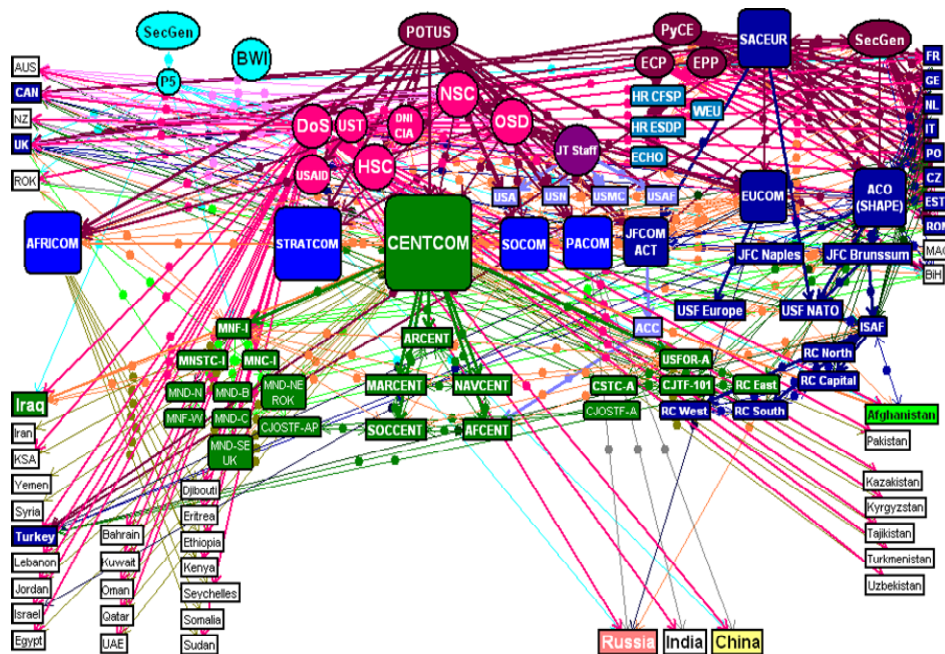 SecGen
POTUS
PyCE
SACEUR
SecGen
BWI
ECP
EPP
P5
AUS
CAN
NZ
UK
ROK
FR
GE
NL
IT
PO
CZ
EST
ROM
MAC
BiH
NSC
DoS
UST
DNI
CIA
OSD
HSC
USAID
JT Staff
HR CFSP
WEU
HR ESDP
ECHO
USA
USN
USMC
USAF
EUCOM
ACO
(SHAPE)
AFRICOM
STRATCOM
CENTCOM
SOCOM
PACOM
JFCOM
ACT
JFC Naples
JFC Brunssum
USF Europe
USF NATO
ISAF
ACC
MNF-I
MNSTC-I
MNC-I
MND-N
MND-B
MND-NE
ROK
MNF-W
MND-C
CJOSTF-AP
MND-SE
UK
ARCENT
MARCENT
NAVCENT
SOCCENT
AFCENT
USFOR-A
CSTC-A
CJTF-101
RC East
CJOSTF-A
RC West
RC South
RC North
RC Capital
Iraq
Iran
KSA
Yemen
Syria
Turkey
Lebanon
Jordan
Israel
Egypt
Bahrain
Kuwait
Oman
Qatar
UAE
Djibouti
Eritrea
Ethiopia
Kenya
Seychelles
Somalia
Sudan
Afghanistan
Pakistan
Kazakistan
Kyrgyzstan
Tajikistan
Turkmenistan
Uzbekistan
Russia
India
China